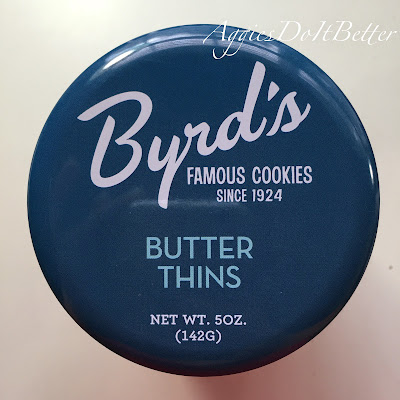 AggiesDoItBetter
Byrd's
FAMOUS COOKIES
SINCE 1924
BUTTER
THINS
NET WT. 5OZ.
(142G)